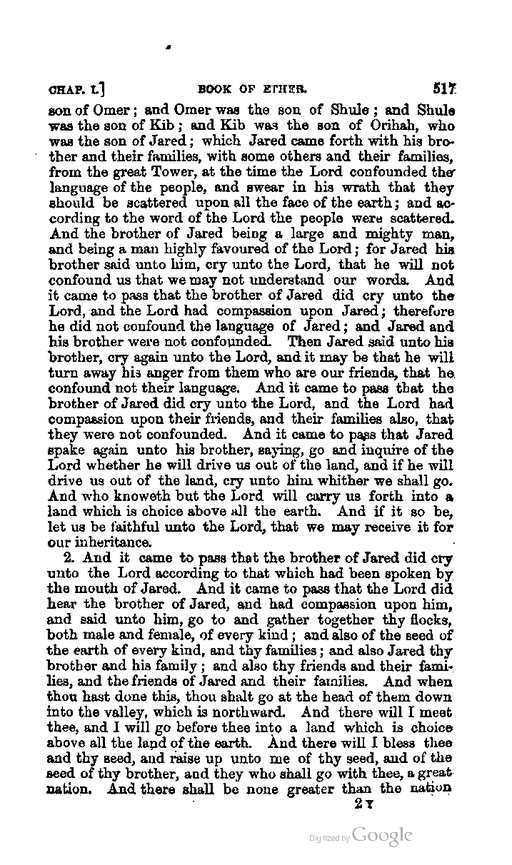 CHAP. I.] BOOK OF ETHER. 517
son of Omer; and Omer was the son of Shule; and Shule
was the son of Kib; and Kib was the son of Orihah, who
was the son of Jared; which Jared came forth with his bro-
ther and their families, with some others and their families,
from the great Tower, at the time the Lord confounded the
language of the people, and swear in his wrath that they
should be scattered upon all the face of the earth; and ac-
cording to the word of the Lord the people were scattered.
And the brother of Jared being a large and mighty man,
and being a man highly favoured of the Lord; for Jared his
brother said unto him, cry unto the Lord, that he will not
confound us that we may not understand our words. And
it came to pass that the brother of Jared did cry unto the
Lord, and the Lord had compassion upon Jared; therefore
he did not confound the language of Jared; and Jared and
his brother were not confounded. Then Jared said unto his
brother, cry again unto the Lord, and it may be that he will
turn away his anger from them who are our friends, that he
confound not their language. And it came to pass that the
brother of Jared did cry unto the Lord, and the Lord had
compassion upon their friends, and their families also, that
they were not confounded. And it came to pass that Jared
spake again unto his brother, saying, go and inquire of the
Lord whether he will drive us out of the land, and if he will
drive us out of the land, cry unto him whither we shall go.
And who knoweth but the Lord will carry us forth into a
land which is choice above all the earth. And if it so be,
let us be faithful unto the Lord, that we may receive it for
our inheritance.
2. And it came to pass that the brother of Jared did cry
unto the Lord according to that which had been spoken by
the mouth of Jared. And it came to pass that the Lord did
hear the brother of Jared, and had compassion upon him,
and said unto him, go to and gather together thy flocks,
both male and female, of every kind; and also of the seed of
the earth of every kind, and thy families; and also Jared thy
brother and his family; and also thy friends and their fami-
lies, and the friends of Jared and their families. And when
thou hast done this, thou shalt go at the head of them down
into the valley, which is northward. And there will I meet
thee, and I will go before thee into a land which is choice
above all the land of the earth. And there will I bless thee
and thy seed, and raise up unto me of thy seed, and of the
seed of thy brother, and they who shall go with thee, a great
nation. And there shall be none greater than the nation
2 Y
Digitized by Google